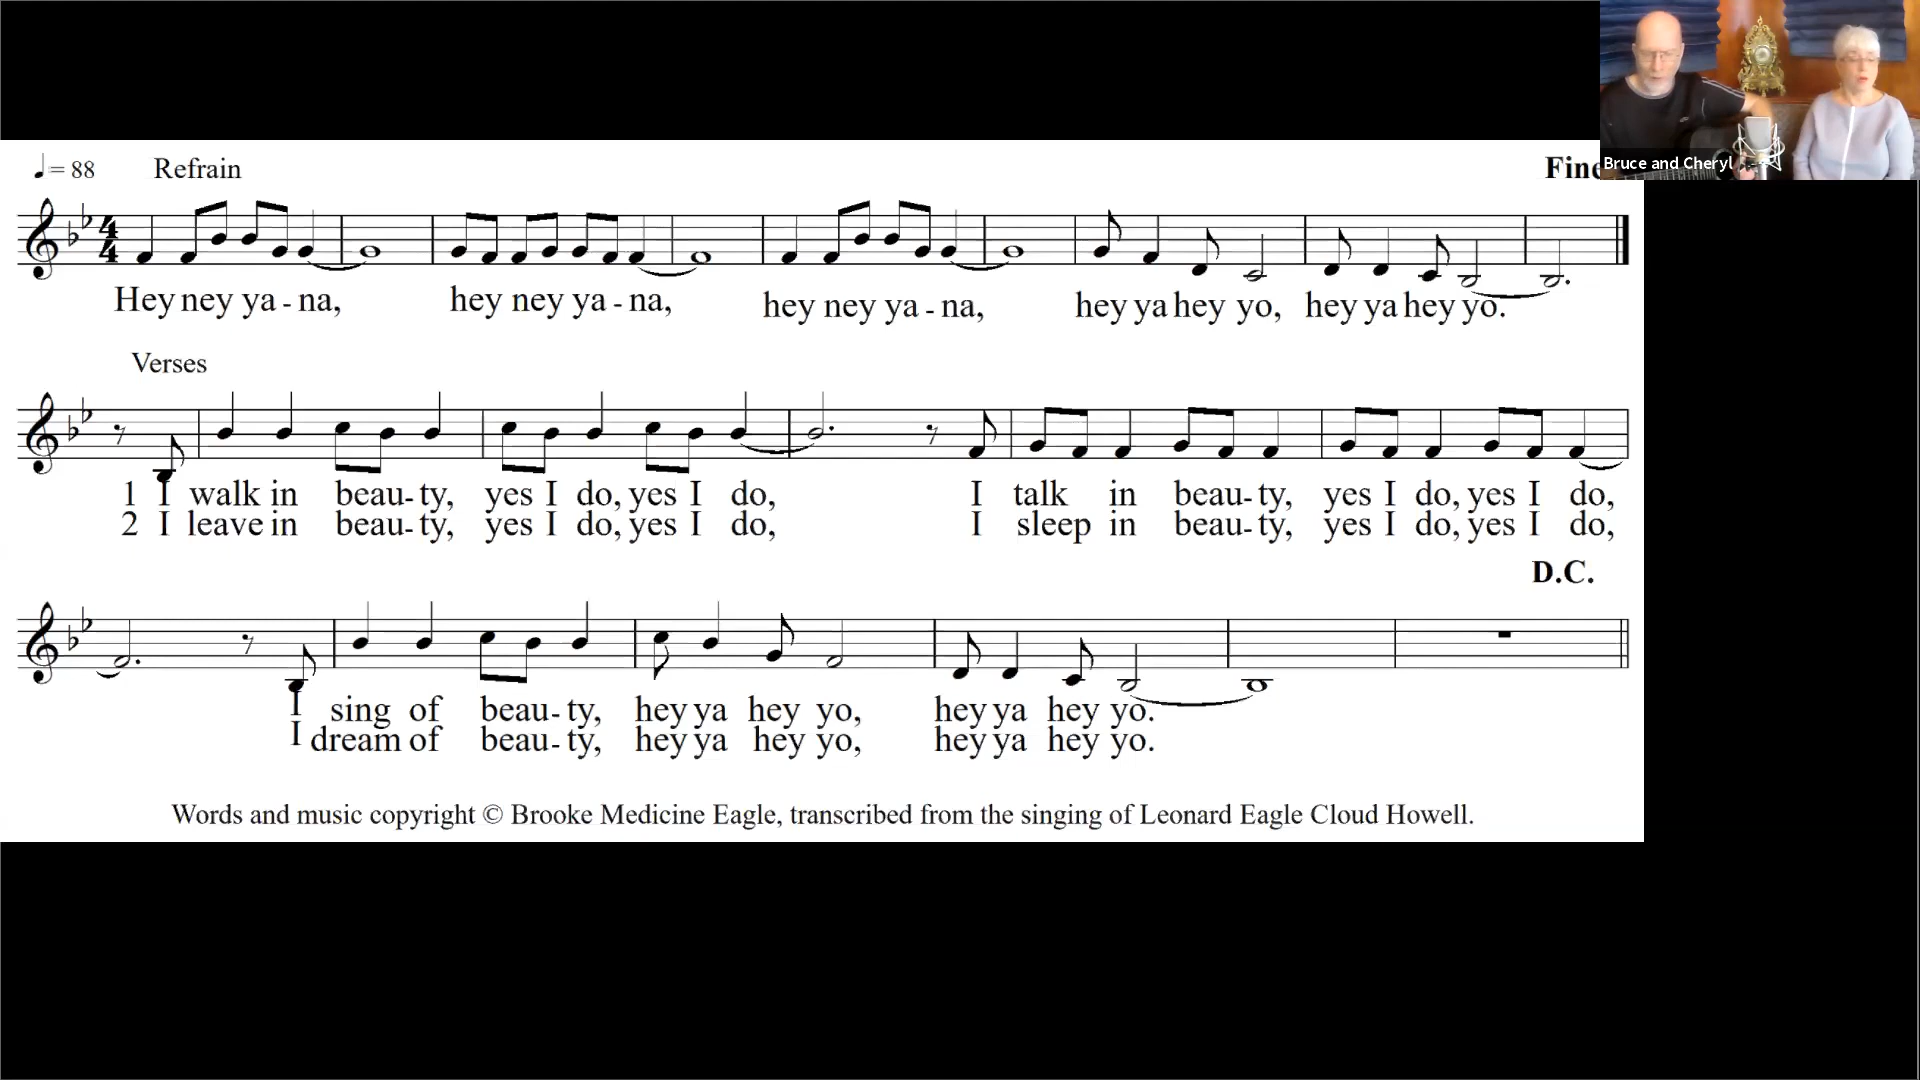 ♩= 88 Refrain Fine
Bruce and Cheryl
Hey ney ya - na, hey ney ya - na, hey ney ya - na, hey ya hey yo, hey ya hey yo.
Verses
1 I walk in beau- ty, yes I do, yes I do, I talk in beau- ty, yes I do, yes I do,
2 I leave in beau- ty, yes I do, yes I do, I sleep in beau- ty, yes I do, yes I do,
D.C.
I sing of beau- ty, hey ya hey yo, hey ya hey yo.
I dream of beau- ty, hey ya hey yo, hey ya hey yo.
Words and music copyright © Brooke Medicine Eagle, transcribed from the singing of Leonard Eagle Cloud Howell.